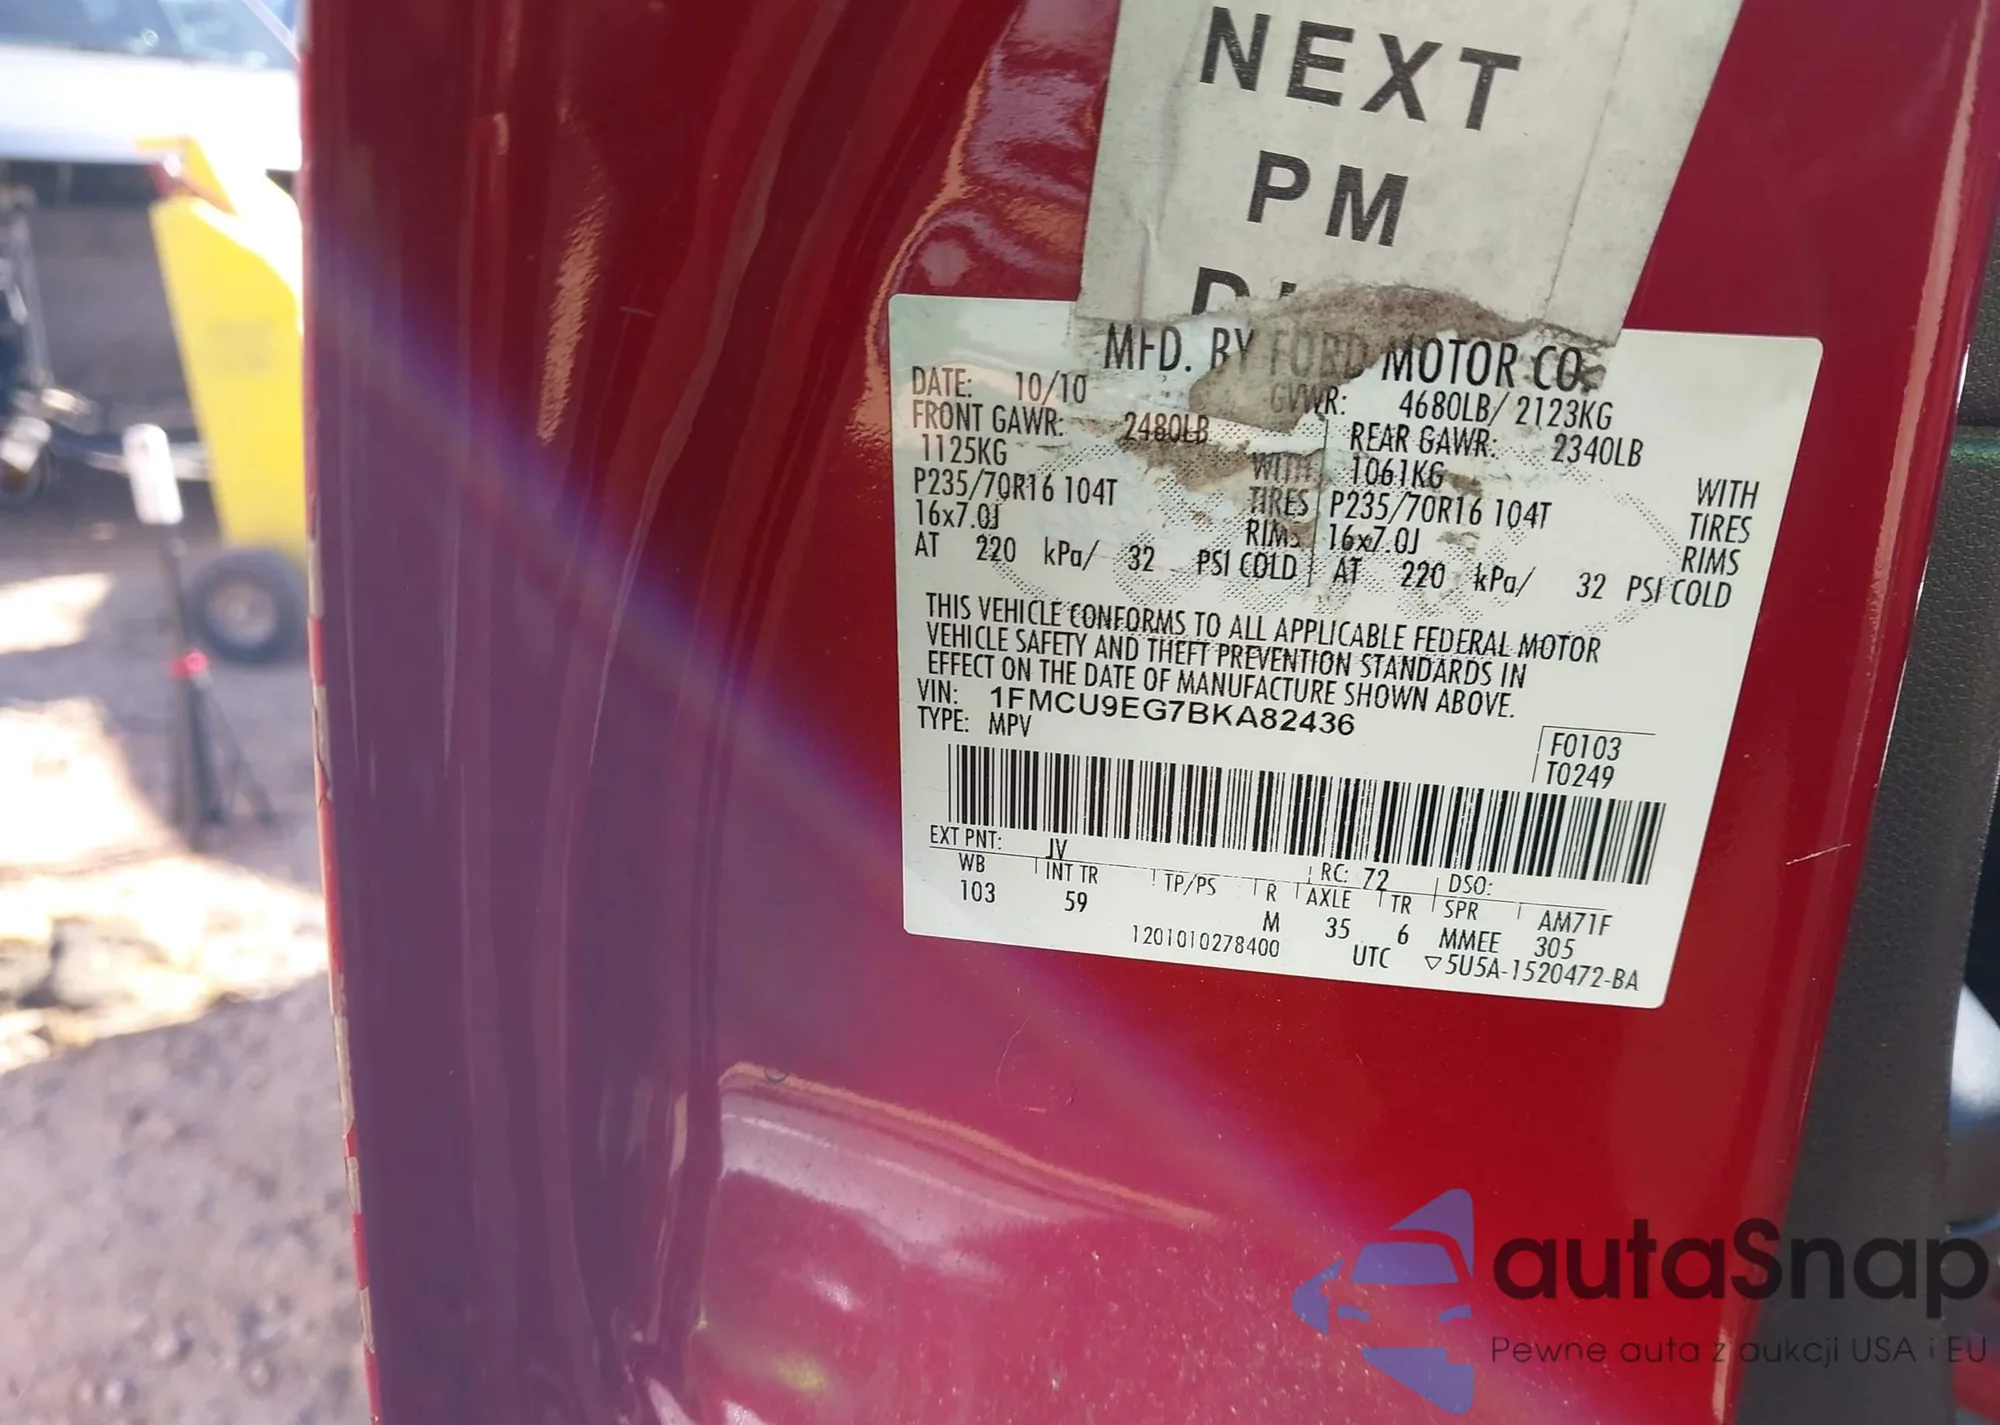 NEXT
PM
MFD. BY FORD MOTOR CO.
DATE: 10/10 GVWR: 4680LB/ 2123KG
FRONT GAWR: 2480LB REAR GAWR: 2340LB
1125KG WITH 1061KG WITH
P235/70R16 104T TIRES P235/70R16 104T TIRES
16x7.0J RIMS 16x7.0J RIMS
AT 220 kPa/ 32 PSI COLD AT 220 kPa/ 32 PSI COLD
THIS VEHICLE CONFORMS TO ALL APPLICABLE FEDERAL MOTOR
VEHICLE SAFETY AND THEFT PREVENTION STANDARDS IN
EFFECT ON THE DATE OF MANUFACTURE SHOWN ABOVE.
VIN: 1FMCU9EG7BKA82436
TYPE: MPV
F0103
T0249
EXT PNT: JV RC: 72 DSO:
WB INT TR TP/PS R AXLE TR SPR AM71F
103 59 M 35 6 MMEE 305
1201010278400 UTC ▽5U5A-1520472-BA
autaSnap
Pewne auta z aukcji USA i EU